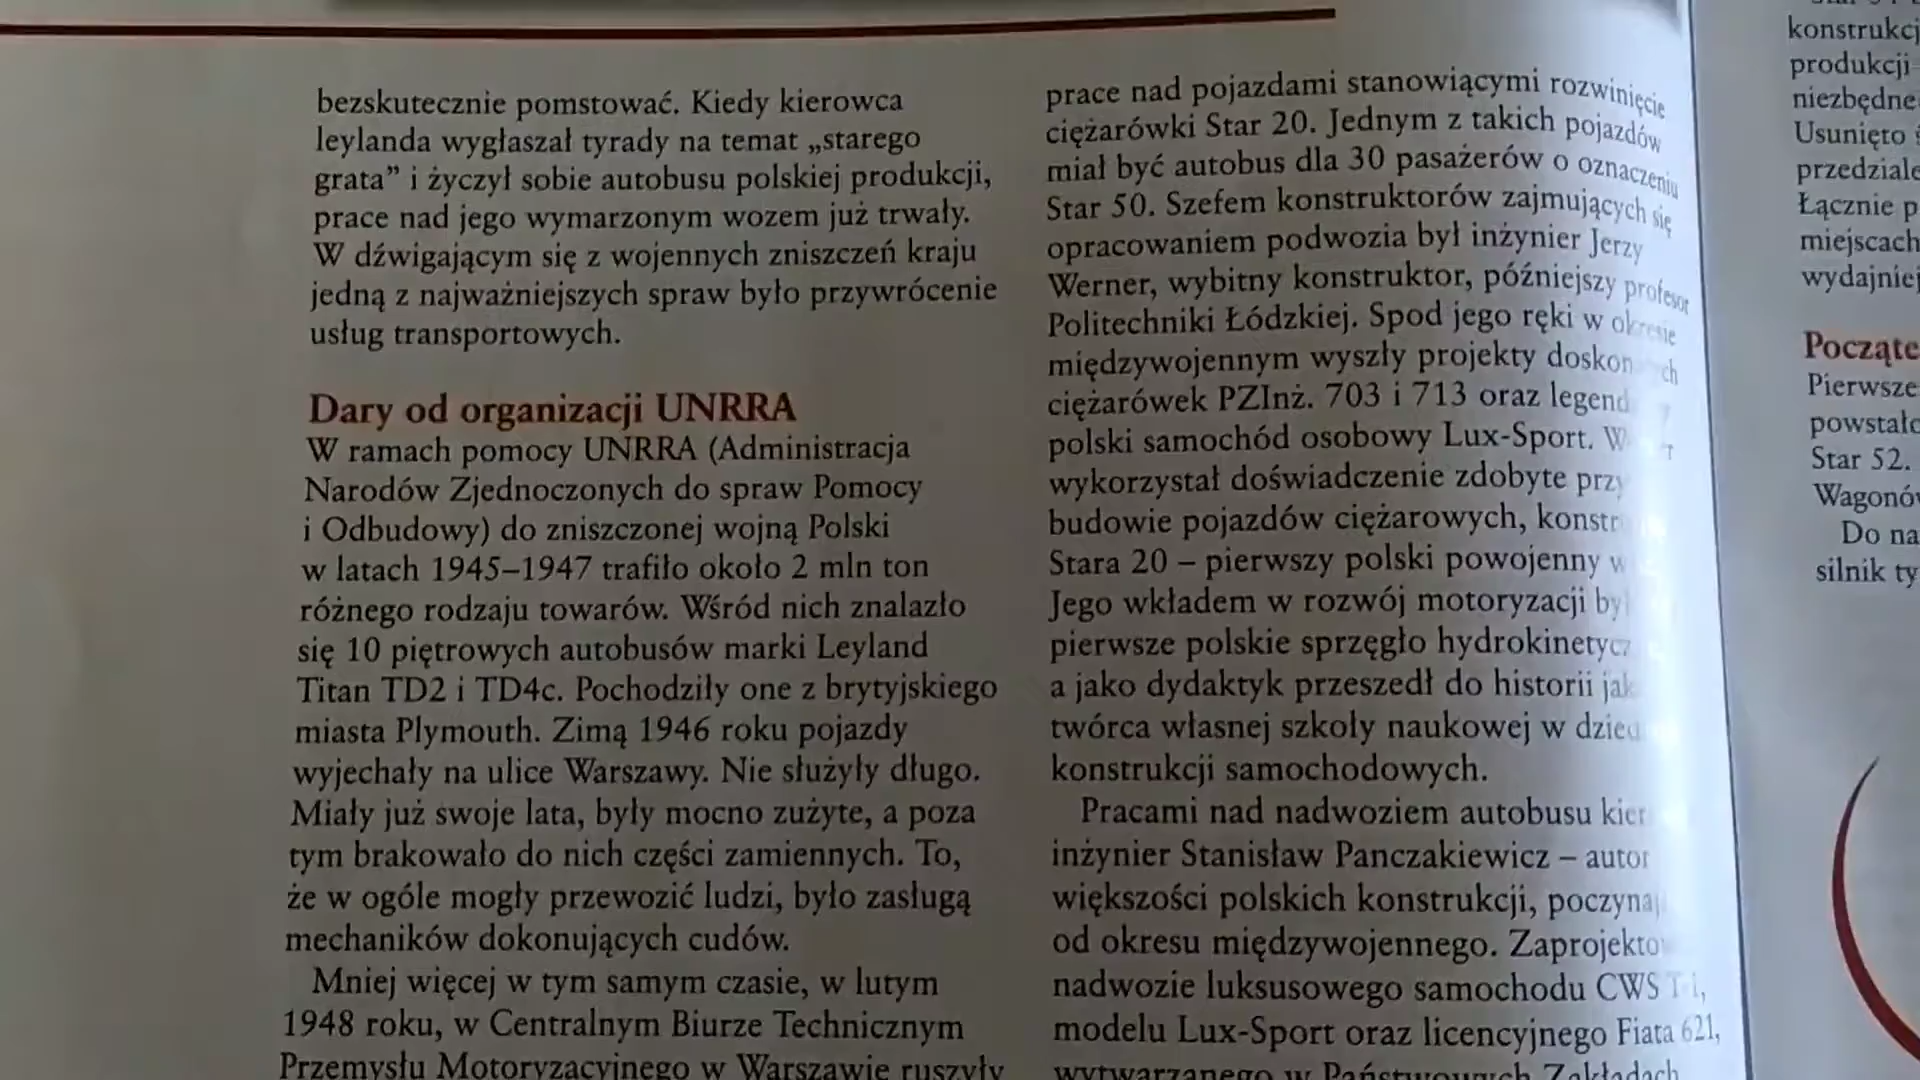 bezskutecznie pomstować. Kiedy kierowca
leylanda wygłaszał tyrady na temat „starego
grata” i życzył sobie autobusu polskiej produkcji,
prace nad jego wymarzonym wozem już trwały.
W dźwigającym się z wojennych zniszczeń kraju
jedną z najważniejszych spraw było przywrócenie
usług transportowych.
Dary od organizacji UNRRA
W ramach pomocy UNRRA (Administracja
Narodów Zjednoczonych do spraw Pomocy
i Odbudowy) do zniszczonej wojną Polski
w latach 1945–1947 trafiło około 2 mln ton
różnego rodzaju towarów. Wśród nich znalazło
się 10 piętrowych autobusów marki Leyland
Titan TD2 i TD4c. Pochodziły one z brytyjskiego
miasta Plymouth. Zimą 1946 roku pojazdy
wyjechały na ulice Warszawy. Nie służyły długo.
Miały już swoje lata, były mocno zużyte, a poza
tym brakowało do nich części zamiennych. To,
że w ogóle mogły przewozić ludzi, było zasługą
mechaników dokonujących cudów.
Mniej więcej w tym samym czasie, w lutym
1948 roku, w Centralnym Biurze Technicznym
Przemysłu Motoryzacyjnego w Warszawie ruszyły
prace nad pojazdami stanowiącymi rozwinięcie
ciężarówki Star 20. Jednym z takich pojazdów
miał być autobus dla 30 pasażerów o oznaczeniu
Star 50. Szefem konstruktorów zajmujących się
opracowaniem podwozia był inżynier Jerzy
Werner, wybitny konstruktor, późniejszy profesor
Politechniki Łódzkiej. Spod jego ręki w okresie
międzywojennym wyszły projekty
ciężarówek PZInż. 703 i 713 oraz
polski samochód osobowy Lux-Sport.
wykorzystał doświadczenie zdobyte przy
budowie pojazdów ciężarowych,
Stara 20 – pierwszy polski powojenny
Jego wkładem w rozwój motoryzacji
pierwsze polskie sprzęgło
a jako dydaktyk przeszedł do historii
twórca własnej szkoły naukowej w
konstrukcji samochodowych.
Pracami nad nadwoziem autobusu
inżynier Stanisław Panczakiewicz – autor
większości polskich konstrukcji,
od okresu międzywojennego.
nadwozie luksusowego samochodu CWS T-1,
modelu Lux-Sport oraz licencyjnego Fiata 621,
wytwarzanego w Państwowych Zakładach
konstrukcj
produkcji
niezbędne
Usunięto
przedziale
Łącznie p
miejscach
wydajniej
Począte
Pierwsze
powstało
Star 52.
Wagonów
Do na
silnik ty